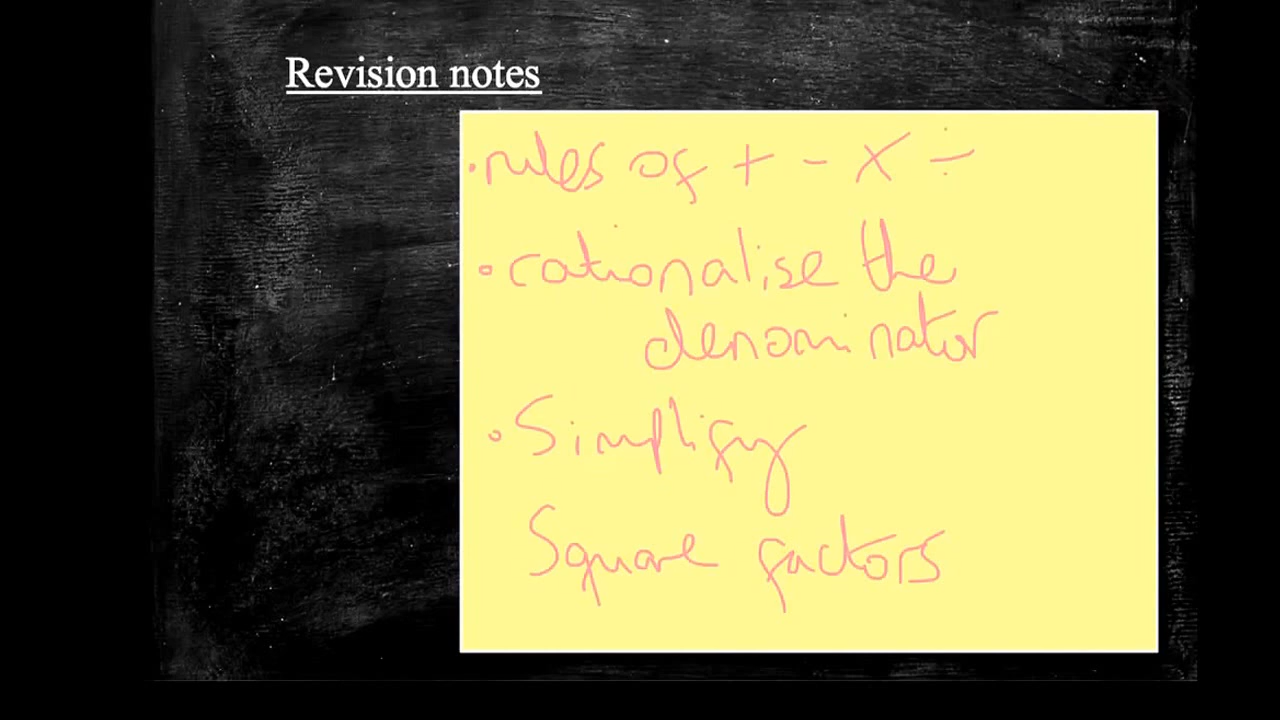 Revision notes
• rules of + - × ÷
• rationalise the
denominator
• Simplify
Square factors